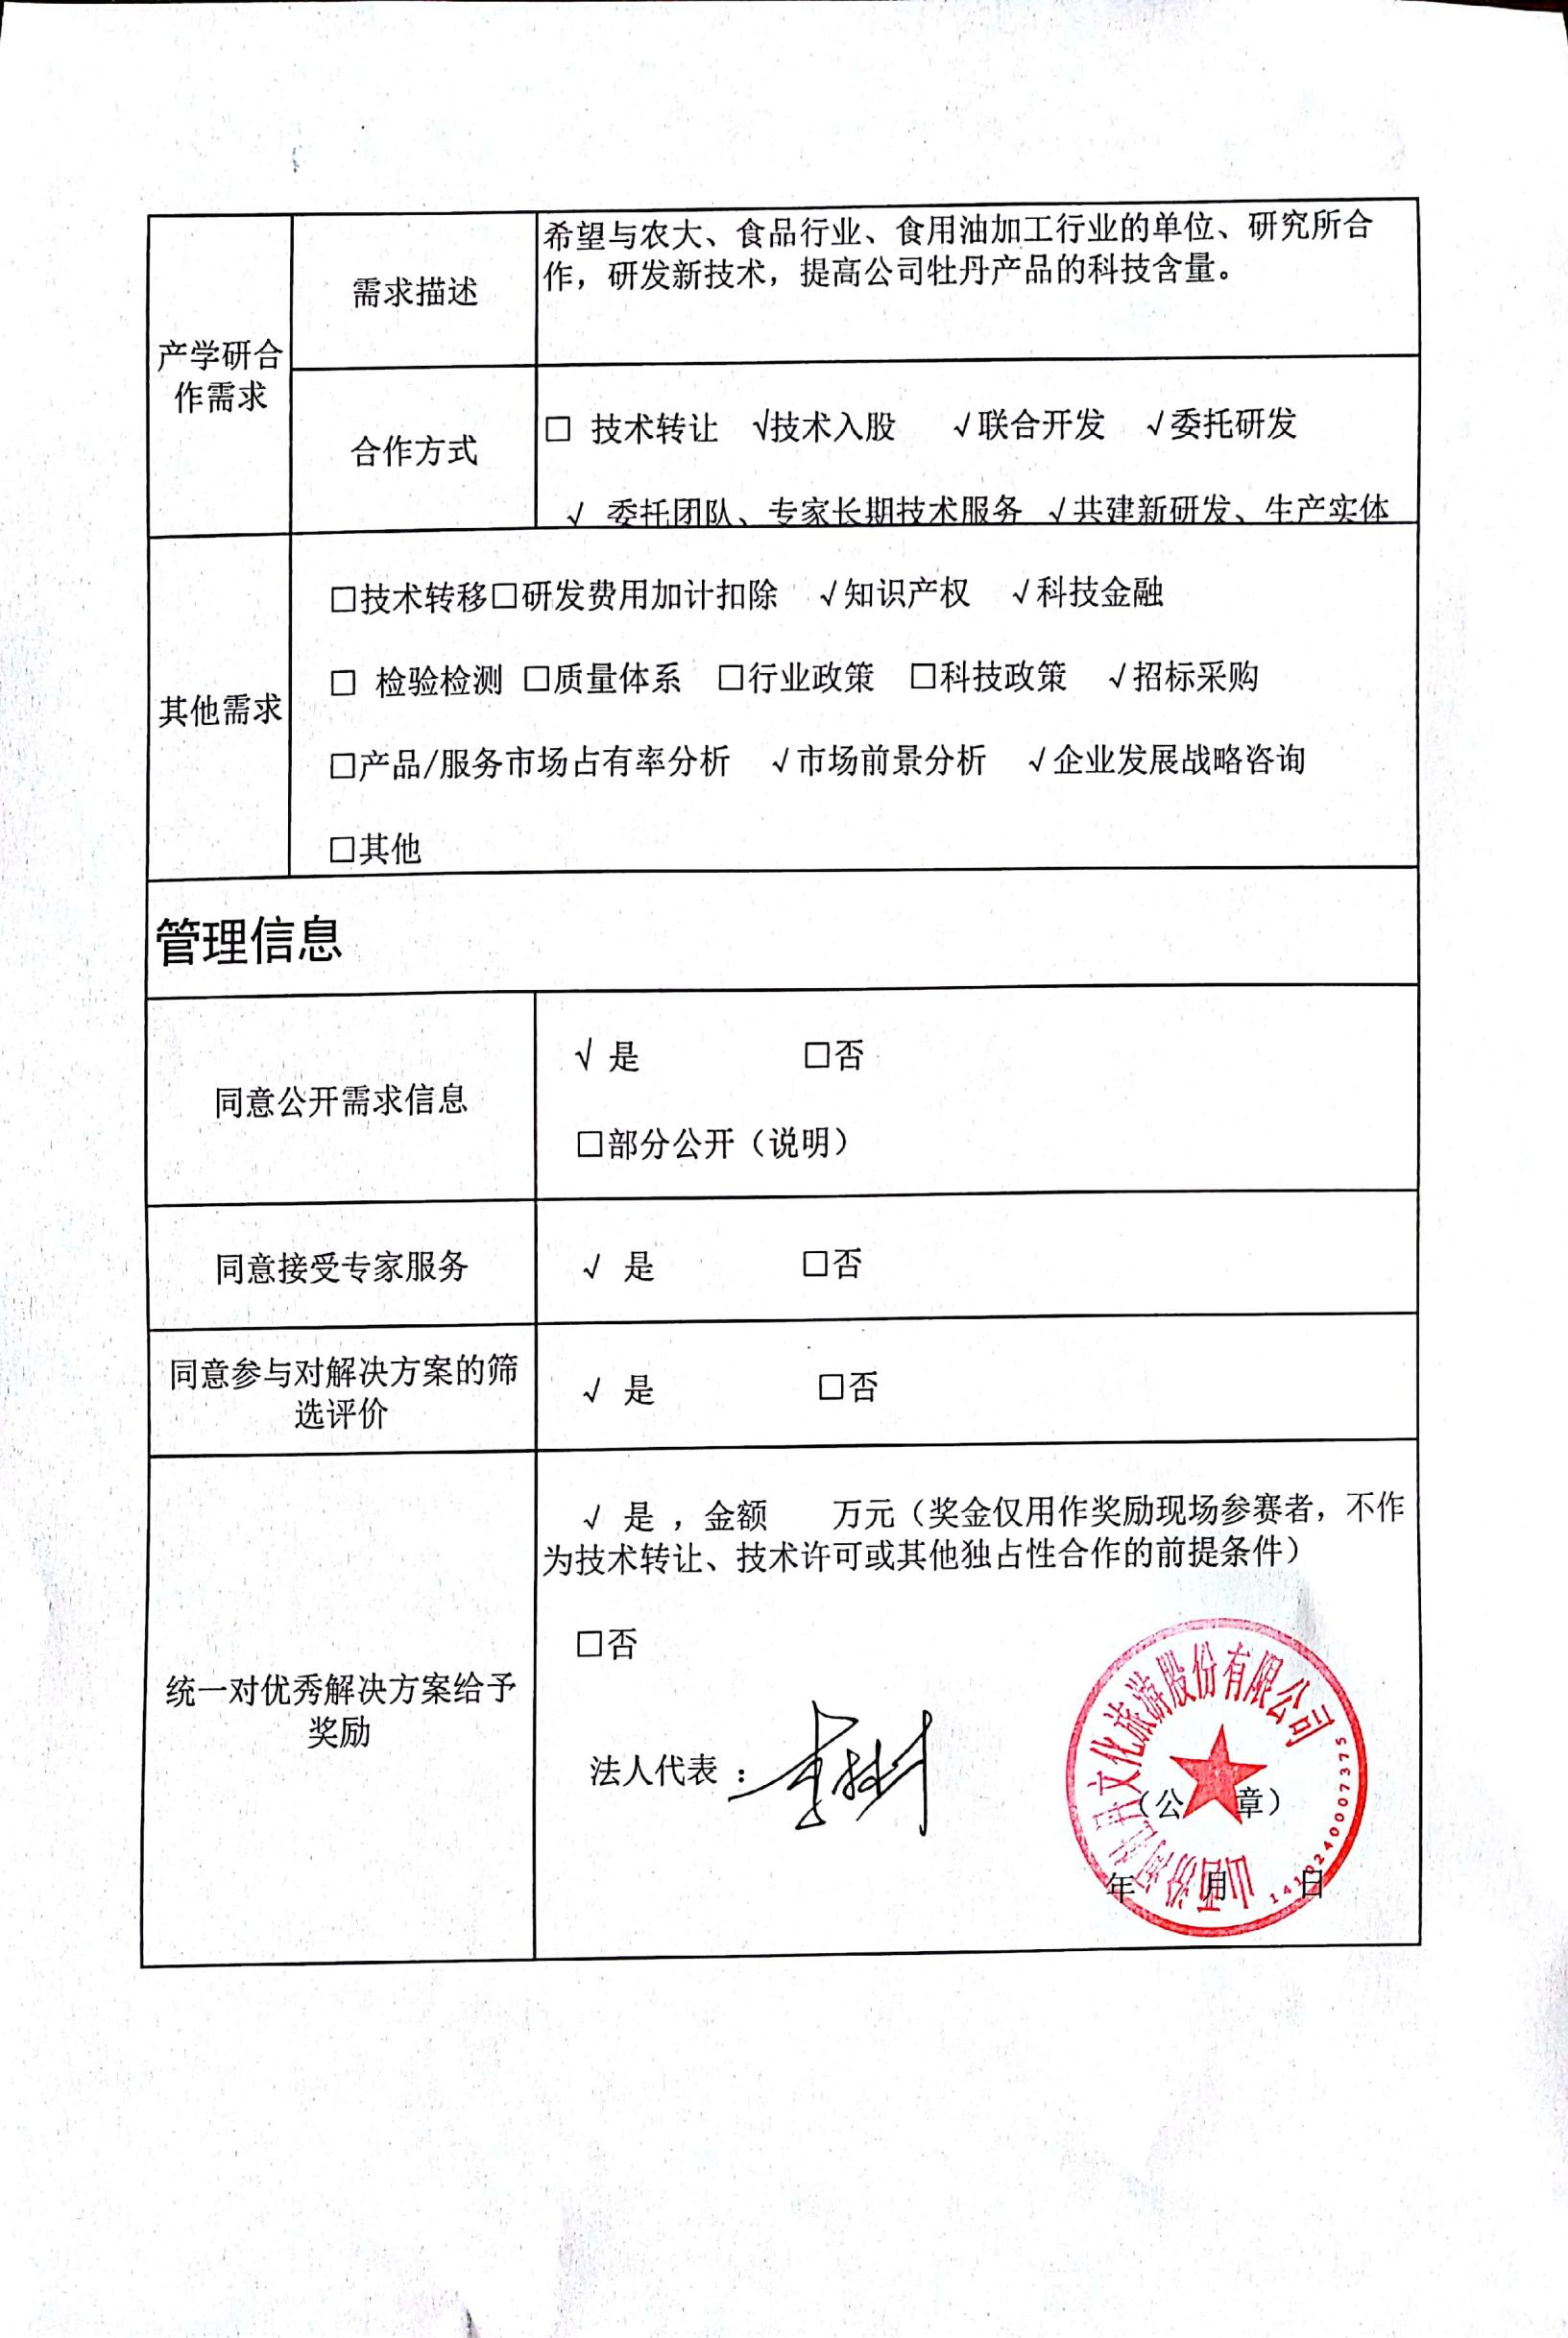 产学研合
作需求
需求描述
希望与农大、食品行业、食用油加工行业的单位、研究所合
作，研发新技术，提高公司牡丹产品的科技含量。
合作方式
□ 技术转让 √技术入股 √联合开发 √委托研发
√ 委托团队、专家长期技术服务 √共建新研发、生产实体
其他需求
□技术转移□研发费用加计扣除 √知识产权 √科技金融
□ 检验检测 □质量体系 □行业政策 □科技政策 √招标采购
□产品/服务市场占有率分析 √市场前景分析 √企业发展战略咨询
□其他
管理信息
同意公开需求信息
√ 是 □否
□部分公开（说明）
同意接受专家服务
√ 是 □否
同意参与对解决方案的筛
选评价
√ 是 □否
统一对优秀解决方案给予
奖励
√ 是 ，金额 万元（奖金仅用作奖励现场参赛者，不作
为技术转让、技术许可或其他独占性合作的前提条件）
□否
法人代表：
（公 章）
年 月 日
山西洛河牡丹文化旅游股份有限公司